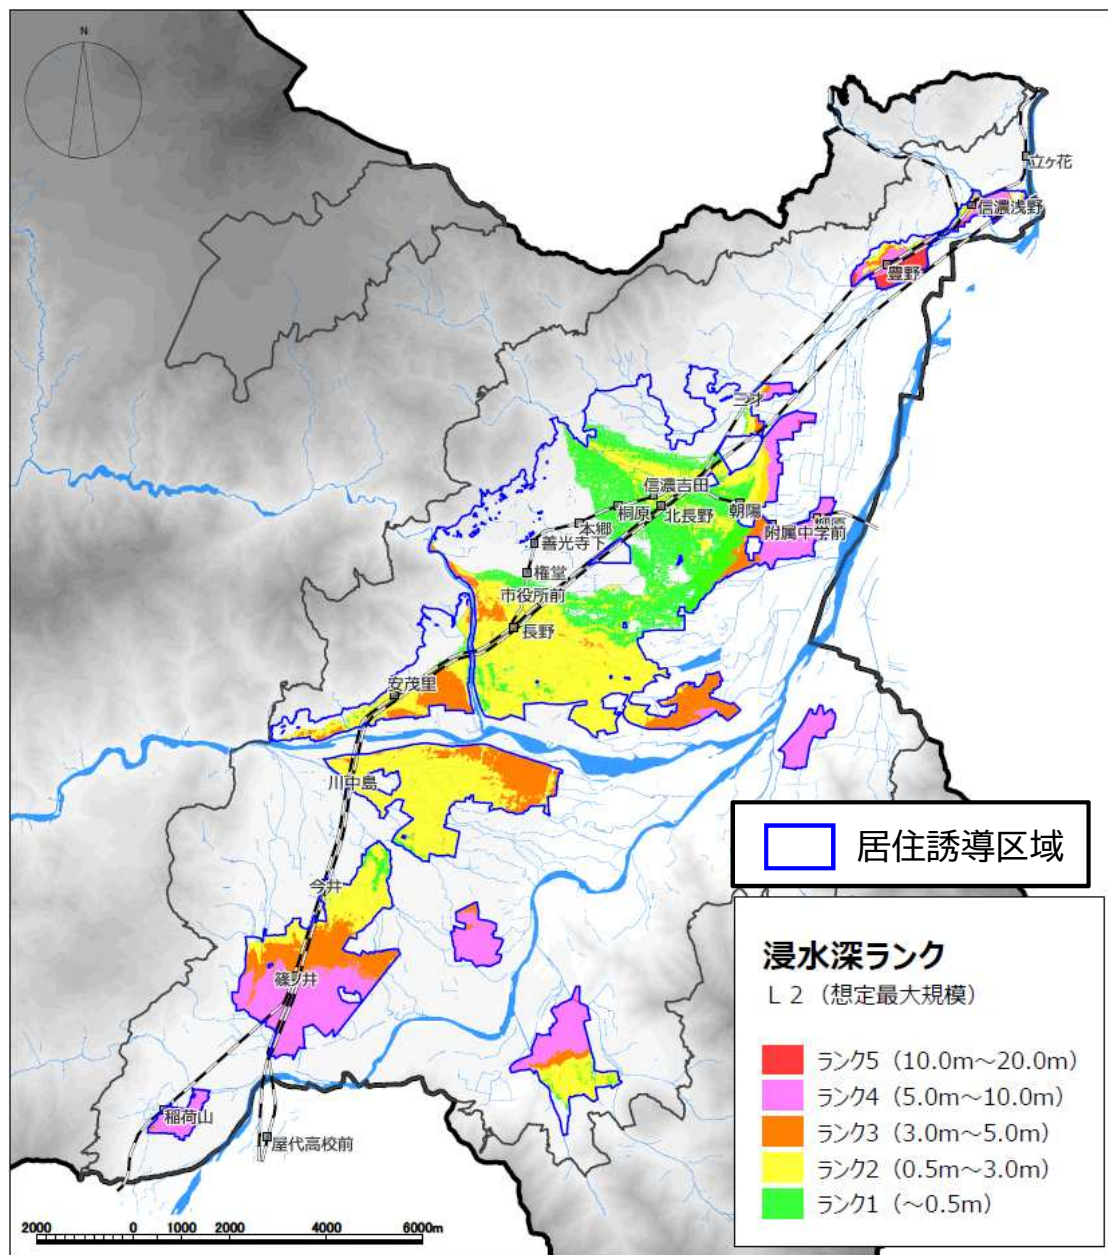 N
立ヶ花
信濃浅野
豊野
三才
信濃吉田
桐原
北長野
朝陽
本郷
附属中学前
柳原
善光寺下
権堂
市役所前
長野
安茂里
川中島
今井
篠ノ井
稲荷山
屋代高校前
居住誘導区域
浸水深ランク
L2（想定最大規模）
ランク5（10.0m～20.0m）
ランク4（5.0m～10.0m）
ランク3（3.0m～5.0m）
ランク2（0.5m～3.0m）
ランク1（～0.5m）
2000 0 1000 2000 4000 6000m